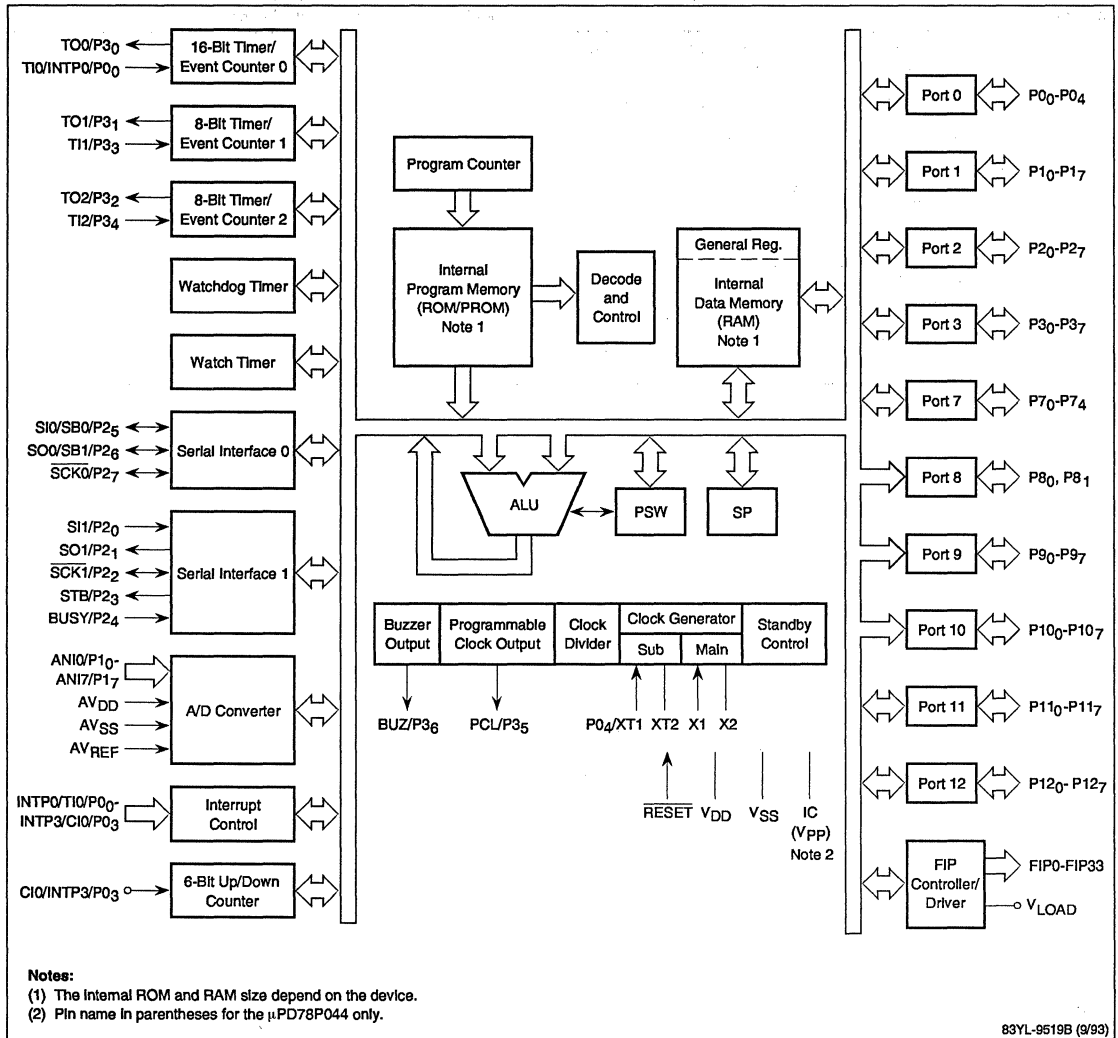 TO0/P30
TI0/INTP0/P00
16-Bit Timer/
Event Counter 0
TO1/P31
TI1/P33
8-Bit Timer/
Event Counter 1
TO2/P32
TI2/P34
8-Bit Timer/
Event Counter 2
Watchdog Timer
Watch Timer
SI0/SB0/P25
SO0/SB1/P26
SCK0/P27
Serial Interface 0
SI1/P20
SO1/P21
SCK1/P22
STB/P23
BUSY/P24
Serial Interface 1
ANI0/P10-
ANI7/P17
AVDD
AVSS
AVREF
A/D Converter
INTP0/TI0/P00-
INTP3/CI0/P03
Interrupt
Control
CI0/INTP3/P03
6-Bit Up/Down
Counter
Program Counter
Internal
Program Memory
(ROM/PROM)
Note 1
Decode
and
Control
General Reg.
Internal
Data Memory
(RAM)
Note 1
ALU
PSW
SP
Buzzer
Output
Programmable
Clock Output
Clock
Divider
Clock Generator
Sub
Main
Standby
Control
BUZ/P36
PCL/P35
P04/XT1
XT2
X1
X2
RESET
VDD
VSS
IC
(VPP)
Note 2
Port 0
P00-P04
Port 1
P10-P17
Port 2
P20-P27
Port 3
P30-P37
Port 7
P70-P74
Port 8
P80, P81
Port 9
P90-P97
Port 10
P100-P107
Port 11
P110-P117
Port 12
P120- P127
FIP
Controller/
Driver
FIP0-FIP33
VLOAD
Notes:
(1) The internal ROM and RAM size depend on the device.
(2) Pin name in parentheses for the µPD78P044 only.
83YL-9519B (9/93)